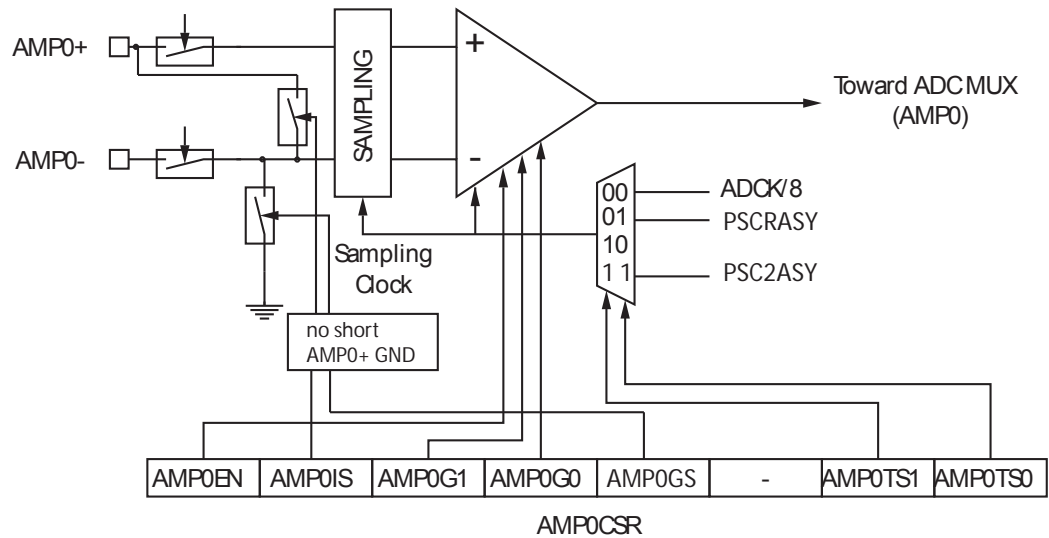 AMP0+
SAMPLING
+
-
Toward ADC MUX
(AMP0)
AMP0-
00
01
10
11
ADCK/8
PSCRASY
PSC2ASY
Sampling
Clock
no short
AMP0+ GND
AMP0EN AMP0IS AMP0G1 AMP0G0 AMP0GS - AMP0TS1 AMP0TS0
AMP0CSR